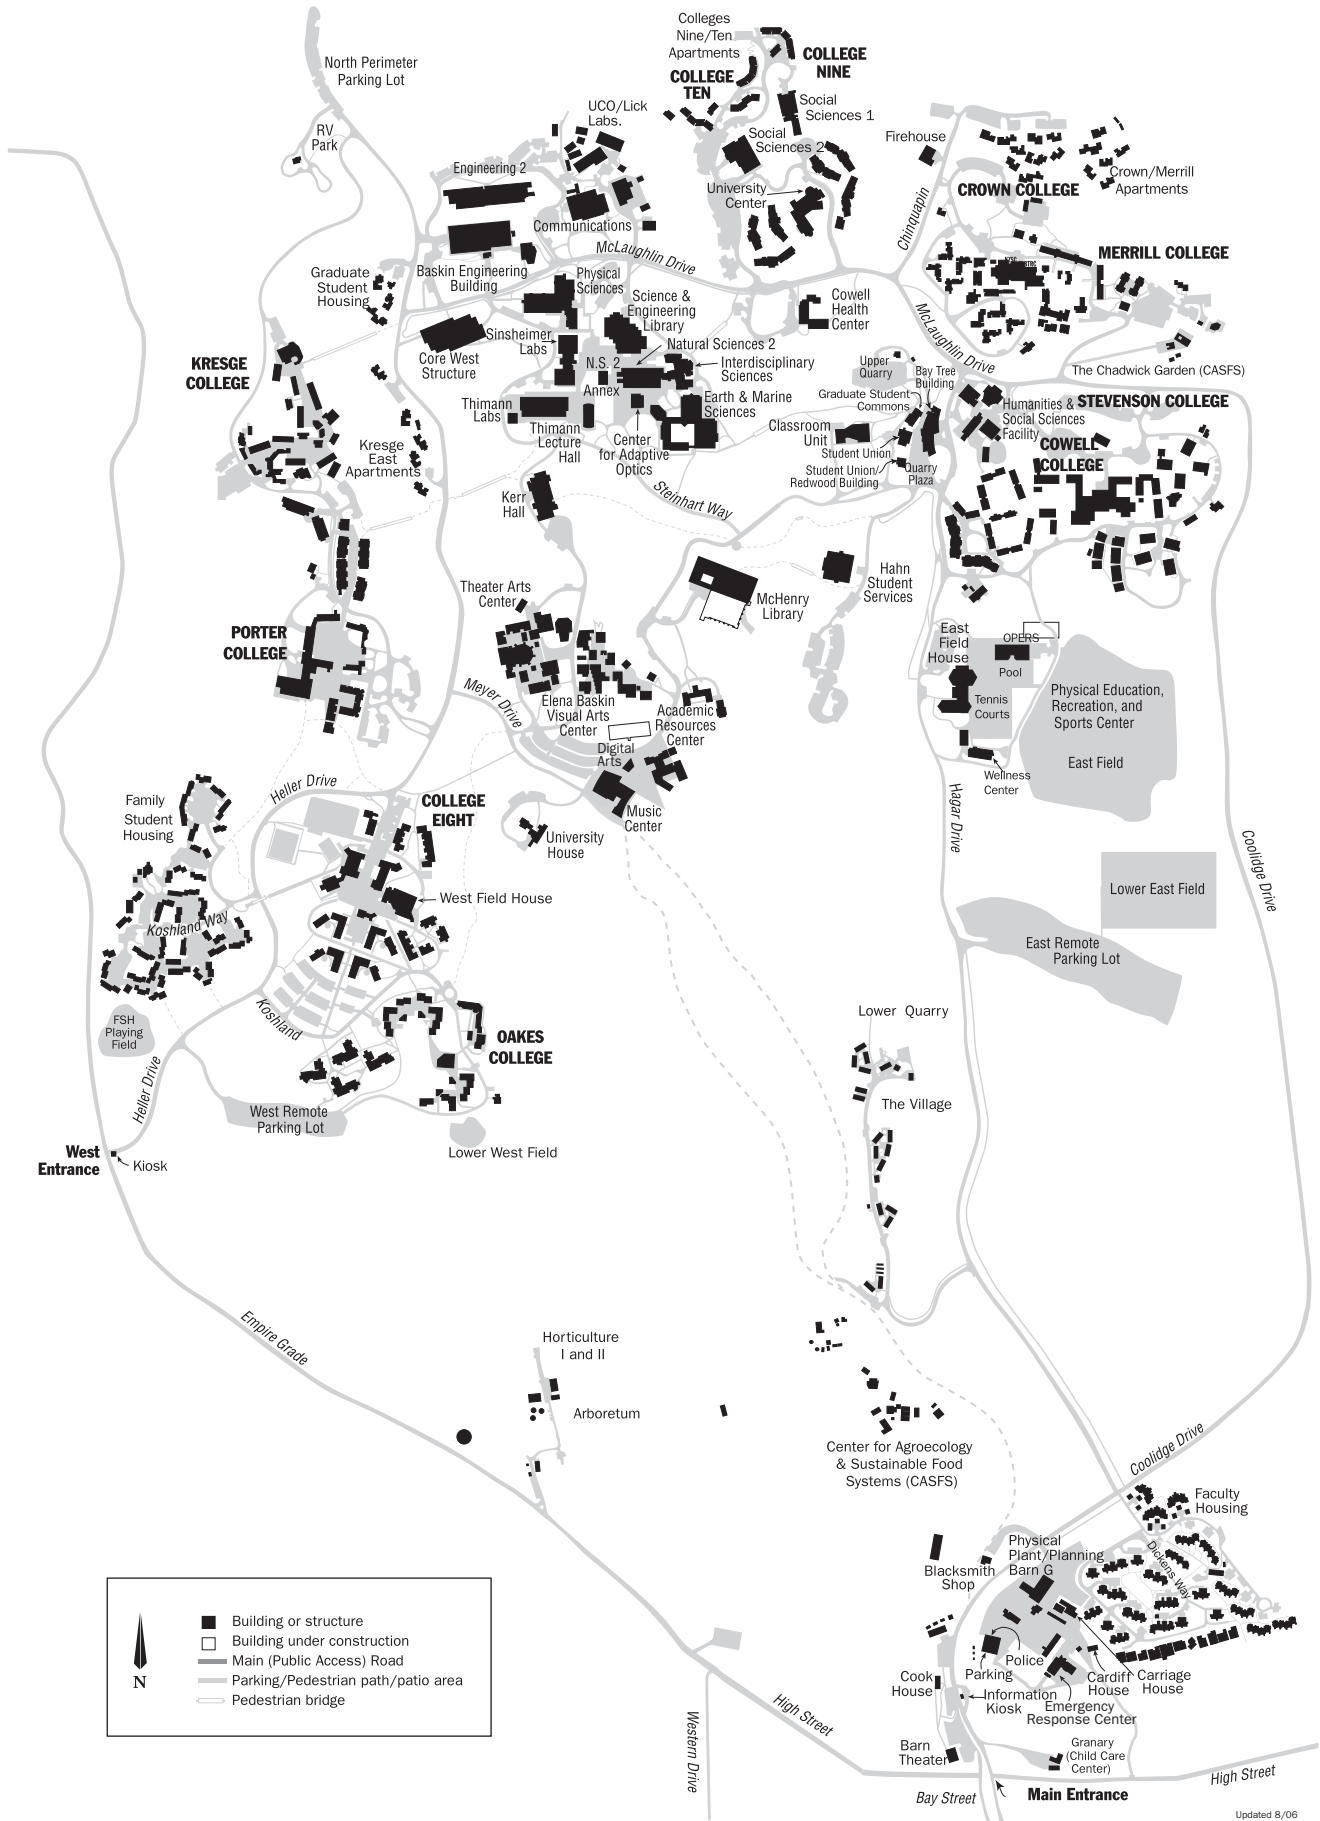 Colleges
Nine/Ten
Apartments
COLLEGE
NINE
COLLEGE
TEN
North Perimeter
Parking Lot
UCO/Lick
Labs.
Social
Sciences 1
RV
Park
Social
Sciences 2
Firehouse
Engineering 2
Crown/Merrill
Apartments
CROWN COLLEGE
University
Center
Chinquapin
Communications
McLaughlin Drive
MERRILL COLLEGE
Graduate
Student
Housing
Baskin Engineering
Building
Physical
Sciences
Science &
Engineering
Library
Cowell
Health
Center
McLaughlin Drive
Sinsheimer
Labs
Natural Sciences 2
Core West
Structure
KRESGE
COLLEGE
N.S. 2
Annex
Interdisciplinary
Sciences
Upper
Quarry
Bay Tree
Building
The Chadwick Garden (CASFS)
Graduate Student
Commons
Thimann
Labs
Earth & Marine
Sciences
Humanities &
Social Sciences
Facility
STEVENSON COLLEGE
Thimann
Lecture
Hall
Center
for Adaptive
Optics
Classroom
Unit
Student Union
Student Union/
Redwood Building
Quarry
Plaza
COWELL
COLLEGE
Kresge
East
Apartments
Kerr
Hall
Steinhart Way
Hahn
Student
Services
McHenry
Library
Theater Arts
Center
PORTER
COLLEGE
East
Field
House
OPERS
Pool
Tennis
Courts
Physical Education,
Recreation, and
Sports Center
East Field
Meyer Drive
Elena Baskin
Visual Arts
Center
Academic
Resources
Center
Digital
Arts
Wellness
Center
Music
Center
Heller Drive
Family
Student
Housing
COLLEGE
EIGHT
University
House
Hagar Drive
Coolidge Drive
Lower East Field
West Field House
Koshland Way
East Remote
Parking Lot
Koshland
FSH
Playing
Field
Lower Quarry
OAKES
COLLEGE
Heller Drive
The Village
West Remote
Parking Lot
Lower West Field
West
Entrance
Kiosk
Empire Grade
Horticulture
I and II
Arboretum
Center for Agroecology
& Sustainable Food
Systems (CASFS)
Coolidge Drive
Faculty
Housing
Blacksmith
Shop
Physical
Plant/Planning
Barn G
Dickens Way
Police
Parking
Cook
House
Information
Kiosk
Cardiff
House
Carriage
House
Emergency
Response Center
Barn
Theater
Granary
(Child Care
Center)
High Street
Western Drive
High Street
Bay Street
Main Entrance
N
Building or structure
Building under construction
Main (Public Access) Road
Parking/Pedestrian path/patio area
Pedestrian bridge
Updated 8/06